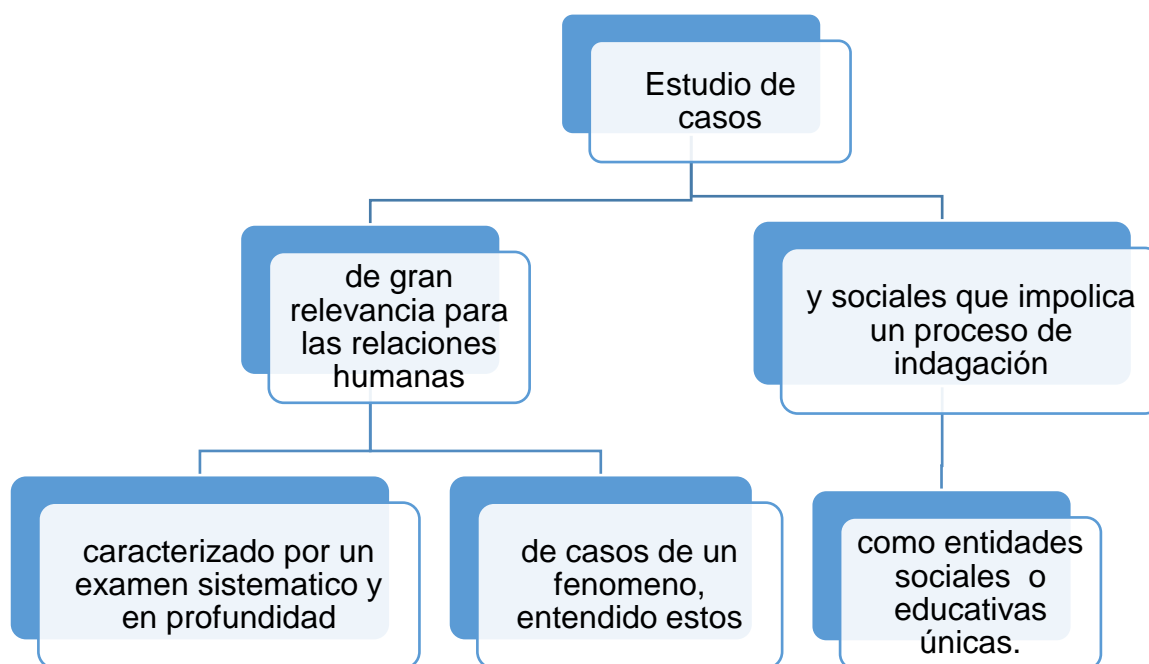 Estudio de
casos
de gran
relevancia para
las relaciones
humanas
y sociales que impolica
un proceso de
indagación
caracterizado por un
examen sistematico y
en profundidad
de casos de un
fenomeno,
entendido estos
como entidades
sociales o
educativas
únicas.